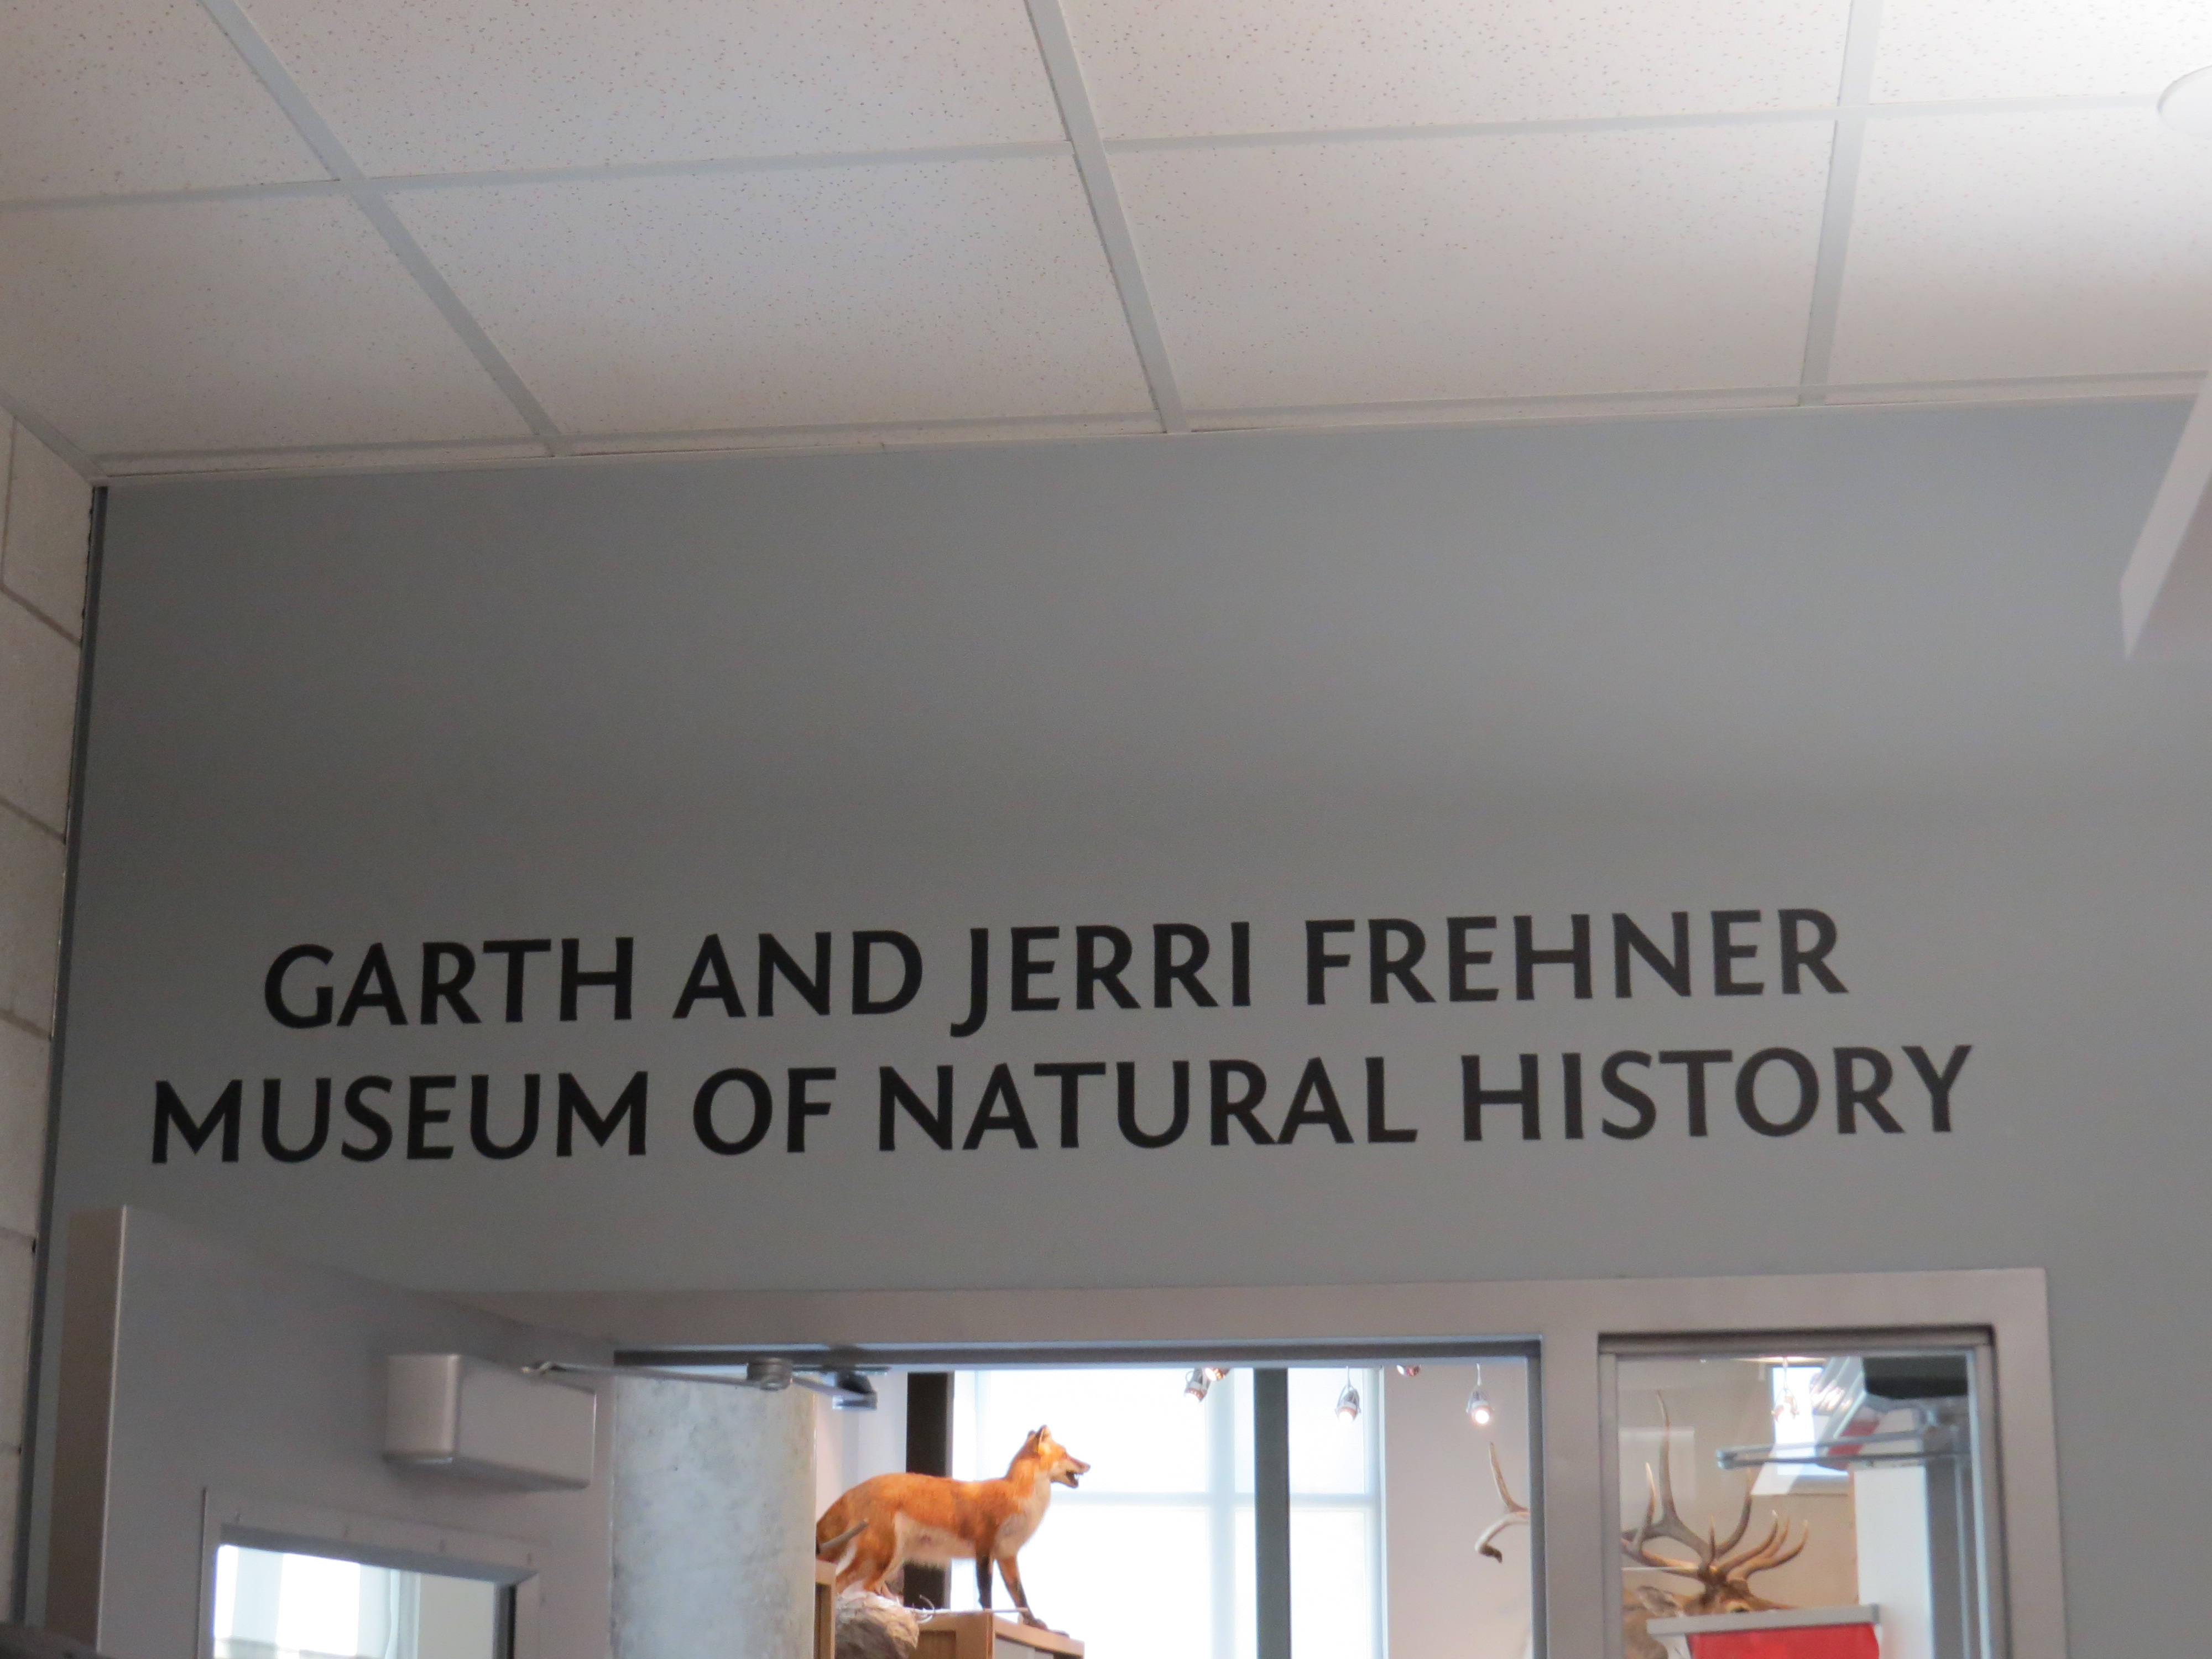 GARTH AND JERRI FREHNER
MUSEUM OF NATURAL HISTORY